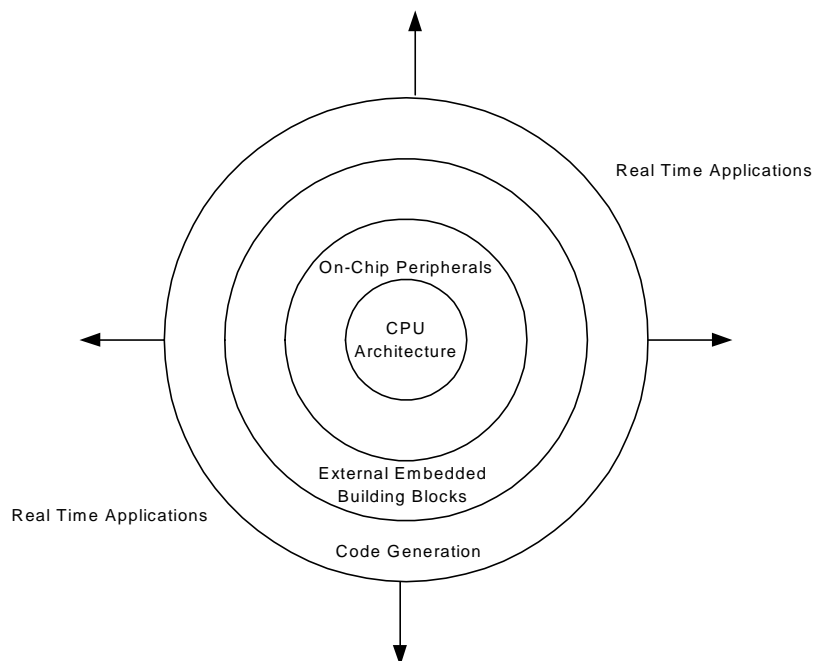 Real Time Applications
On-Chip Peripherals
CPU
Architecture
External Embedded
Building Blocks
Real Time Applications
Code Generation